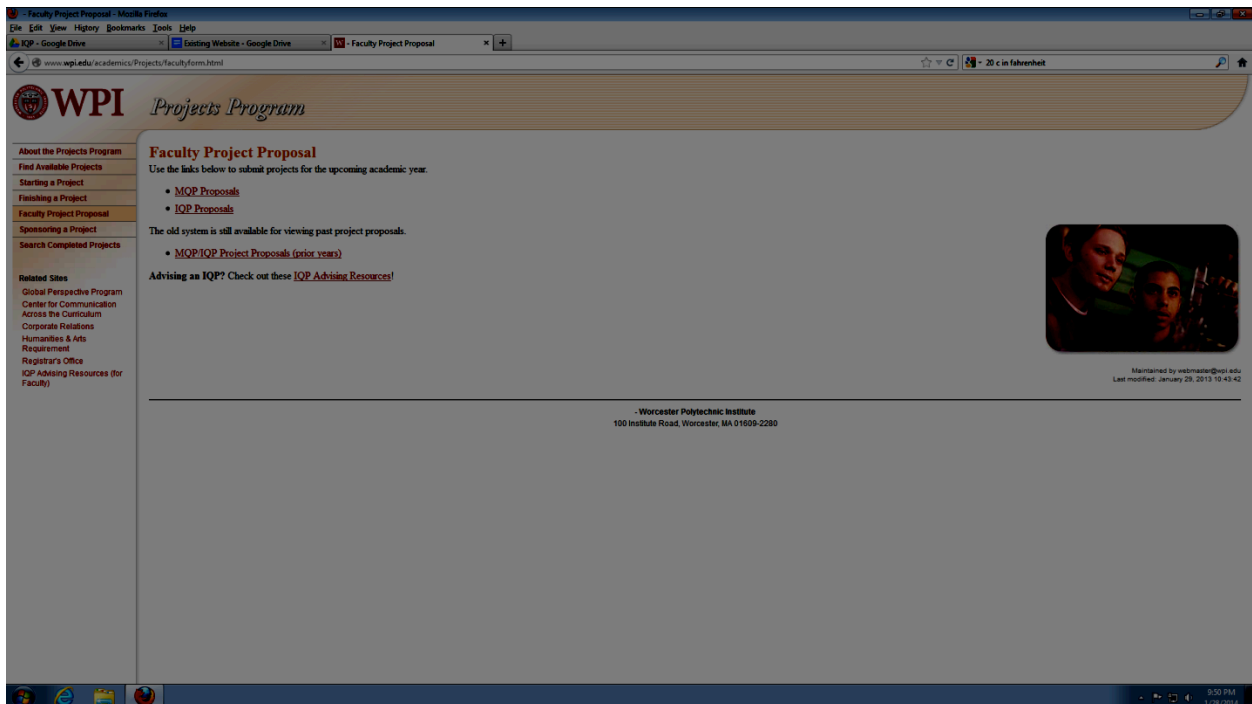 - Faculty Project Proposal - Mozilla Firefox
File Edit View History Bookmarks Tools Help
IQP - Google Drive × Existing Website - Google Drive × W - Faculty Project Proposal × +
www.wpi.edu/academics/Projects/facultyform.html 20 c in fahrenheit
WPI Projects Program
About the Projects Program
Find Available Projects
Starting a Project
Finishing a Project
Faculty Project Proposal
Sponsoring a Project
Search Completed Projects
Related Sites
Global Perspective Program
Center for Communication
Across the Curriculum
Corporate Relations
Humanities & Arts
Requirement
Registrar's Office
IQP Advising Resources (for
Faculty)
Faculty Project Proposal
Use the links below to submit projects for the upcoming academic year.
• MQP Proposals
• IQP Proposals
The old system is still available for viewing past project proposals.
• MQP/IQP Project Proposals (prior years)
Advising an IQP? Check out these IQP Advising Resources!
Maintained by webmaster@wpi.edu
Last modified: January 29, 2013 10:43:42
- Worcester Polytechnic Institute
100 Institute Road, Worcester, MA 01609-2280
9:50 PM
1/28/2014